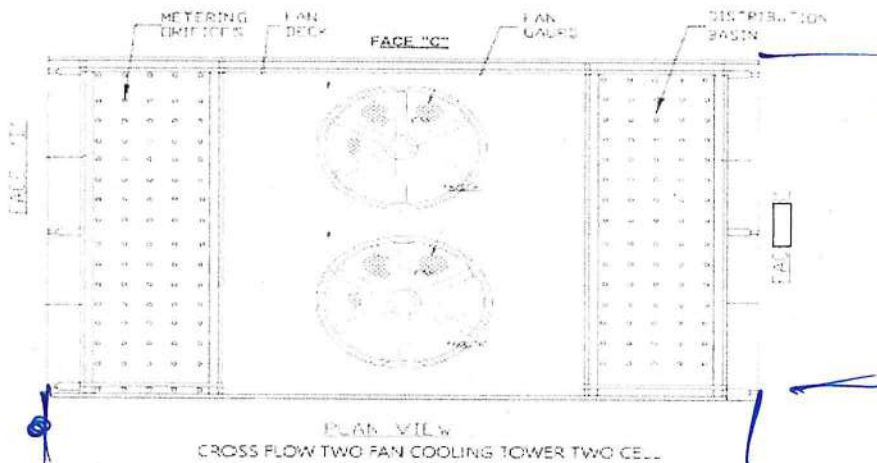 METERING
ORIFICES
FAN
DECK
FACE "C"
FAN
GAURD
DISTRIBUTION
BASIN
PLAN VIEW
CROSS FLOW TWO FAN COOLING TOWER TWO CELL